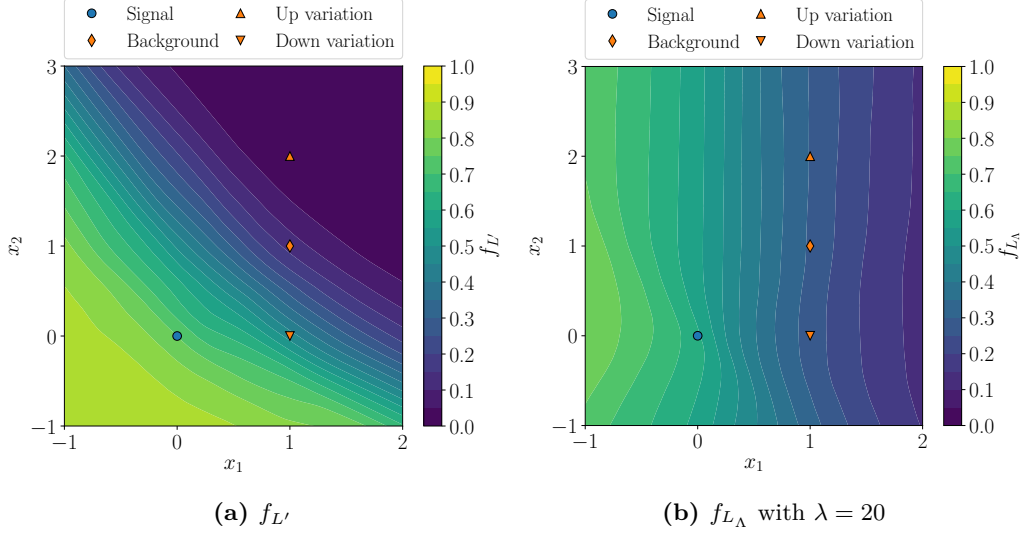 Signal
Background
Up variation
Down variation
3
2
1
0
−1
x2
−1
0
1
2
x1
1.0
0.9
0.8
0.7
0.6
0.5
0.4
0.3
0.2
0.1
0.0
fL′
(a) fL′
Signal
Background
Up variation
Down variation
3
2
1
0
−1
x2
−1
0
1
2
x1
1.0
0.9
0.8
0.7
0.6
0.5
0.4
0.3
0.2
0.1
0.0
fLΛ
(b) fLΛ with λ = 20